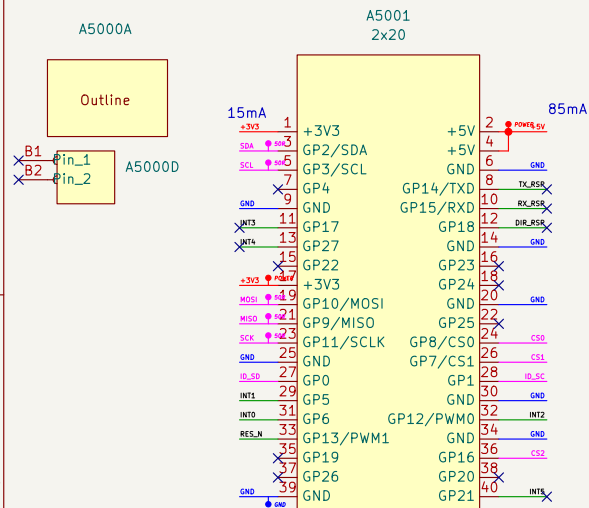 A5000A
Outline
B1 Pin_1
B2 Pin_2
A5000D
A5001
2x20
15mA
85mA
+3V3 1 +3V3 +5V 2 POWER +5V
SDA 50R 3 GP2/SDA +5V 4
SCL 50R 5 GP3/SCL GND 6 GND
7 GP4 GP14/TXD 8 TX_RSR
GND 9 GND GP15/RXD 10 RX_RSR
INT3 11 GP17 GP18 12 DIR_RSR
INT4 13 GP27 GND 14 GND
15 GP22 GP23 16
+3V3 POWER 17 +3V3 GP24 18
MOSI 50R 19 GP10/MOSI GND 20 GND
MISO 50R 21 GP9/MISO GP25 22
SCK 50R 23 GP11/SCLK GP8/CS0 24 CS0
GND 25 GND GP7/CS1 26 CS1
ID_SD 27 GP0 GP1 28 ID_SC
INT1 29 GP5 GND 30 GND
INT0 31 GP6 GP12/PWM0 32 INT2
RES_N 33 GP13/PWM1 GND 34 GND
35 GP19 GP16 36 CS2
37 GP26 GP20 38
GND 39 GND GP21 40 INT5
GND